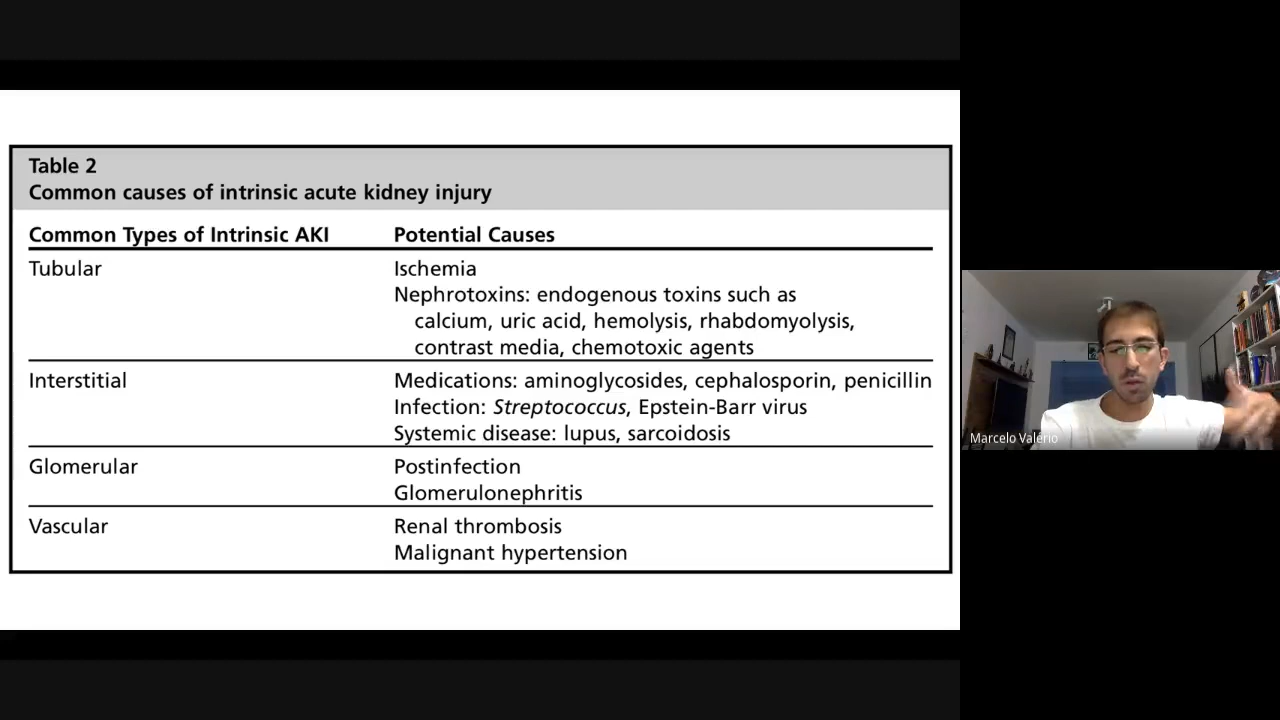 Table 2
Common causes of intrinsic acute kidney injury
Common Types of Intrinsic AKI Potential Causes
Tubular Ischemia
Nephrotoxins: endogenous toxins such as
calcium, uric acid, hemolysis, rhabdomyolysis,
contrast media, chemotoxic agents
Interstitial Medications: aminoglycosides, cephalosporin, penicillin
Infection: Streptococcus, Epstein-Barr virus
Systemic disease: lupus, sarcoidosis
Glomerular Postinfection
Glomerulonephritis
Vascular Renal thrombosis
Malignant hypertension
Marcelo Valério